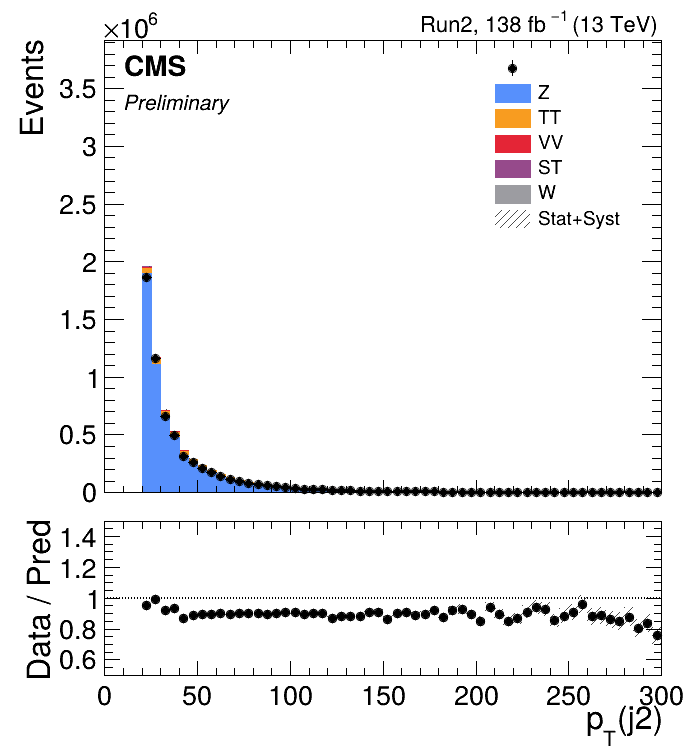 ×10⁶
Run2, 138 fb⁻¹ (13 TeV)
CMS
Preliminary
Events
3.5
3
2.5
2
1.5
1
0.5
0
Z
TT
VV
ST
W
Stat+Syst
Data / Pred
1.4
1.2
1
0.8
0.6
0 50 100 150 200 250 300
p_T(j2)